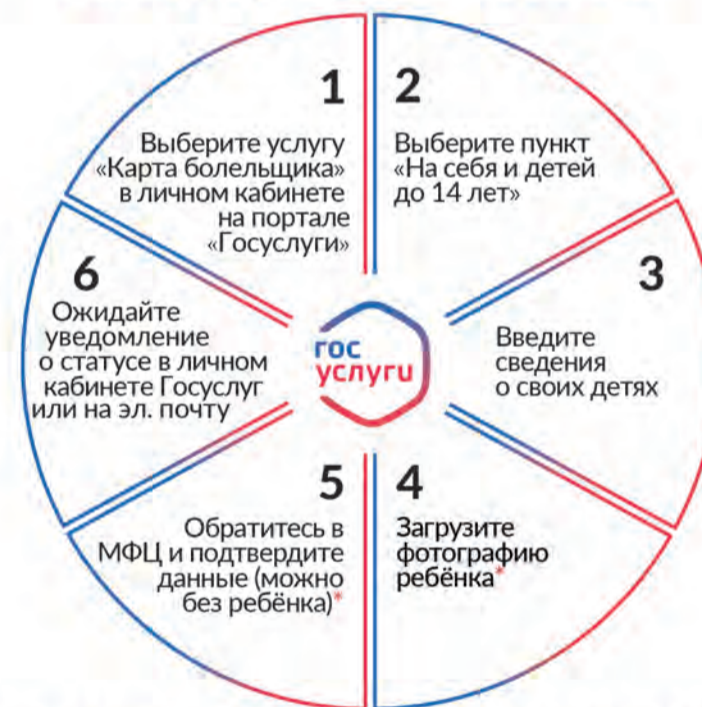 1
Выберите услугу
«Карта болельщика»
в личном кабинете
на портале
«Госуслуги»
2
Выберите пункт
«На себя и детей
до 14 лет»
3
Введите
сведения
о своих детях
4
Загрузите
фотографию
ребёнка*
5
Обратитесь в
МФЦ и подтвердите
данные (можно
без ребёнка)*
6
Ожидайте
уведомление
о статусе в личном
кабинете Госуслуг
или на эл. почту
гос
услуги